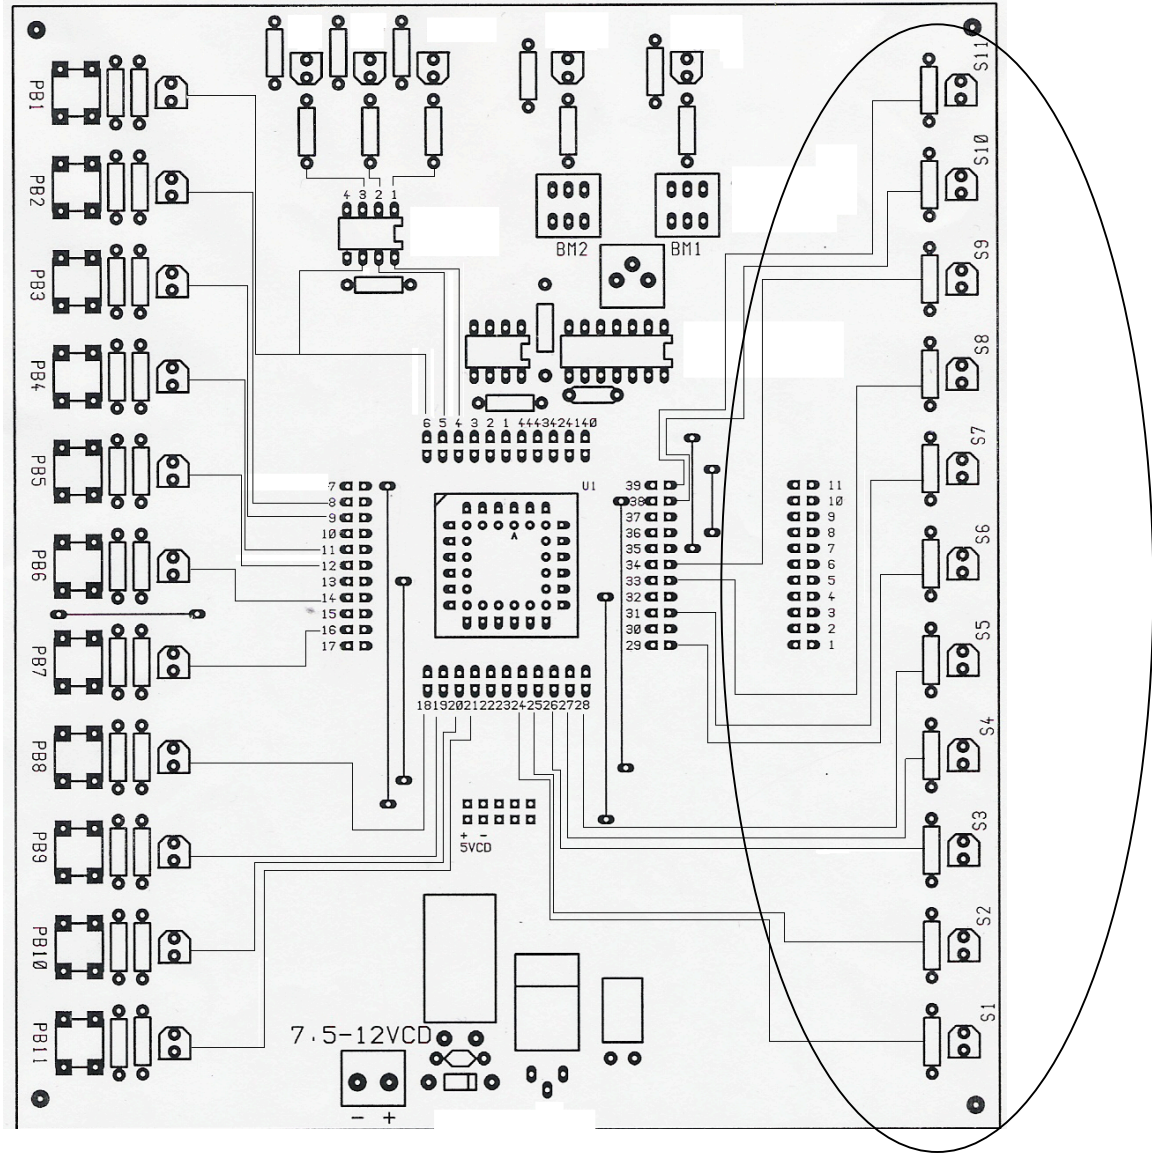 PB1
PB2
PB3
PB4
PB5
PB6
PB7
PB8
PB9
PB10
PB11
4 3 2 1
BM2
BM1
6 5 4 3 2 1 44 43 42 41 40
U1
A
7
8
9
10
11
12
13
14
15
16
17
39
38
37
36
35
34
33
32
31
30
29
11
10
9
8
7
6
5
4
3
2
1
18 19 20 21 22 23 24 25 26 27 28
+ -
5VCD
7.5-12VCD
- +
S11
S10
S9
S8
S7
S6
S5
S4
S3
S2
S1